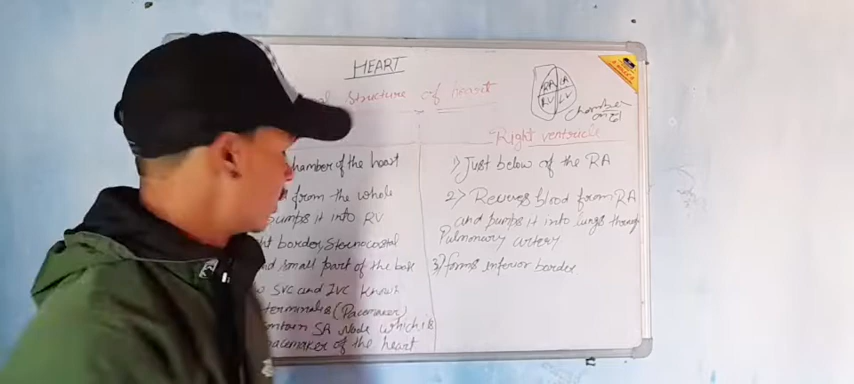 HEART
Structure of heart
RA LA
RV LV
chamber
"Right ventricle
chamber of the heart
from the whole
pumps it into RV
border, Sternocostal
and small part of the
SVC and IVC known
terminalis (Pacemaker)
contain SA Node which is
pacemaker of the heart
1) Just below of the RA
2) Revives blood from RA
and pumps it into lungs through
Pulmonary artery
3) forms inferior border.